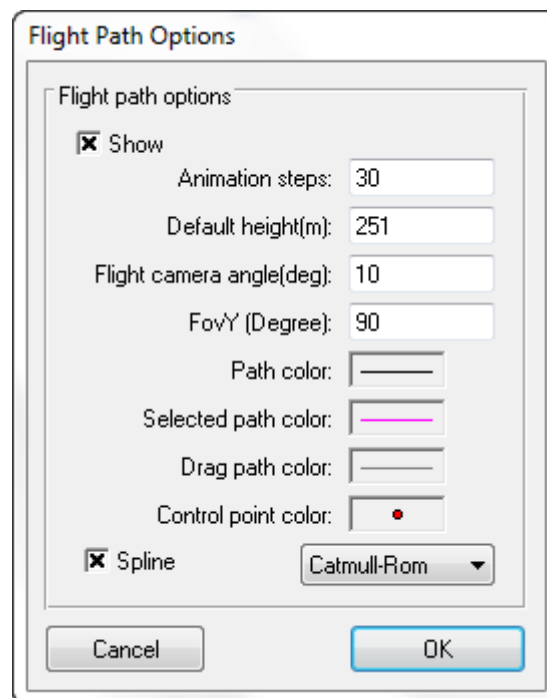 Flight Path Options
Flight path options
Show
Animation steps: 30
Default height(m): 251
Flight camera angle(deg): 10
FovY (Degree): 90
Path color:
Selected path color:
Drag path color:
Control point color:
Spline Catmull-Rom
Cancel OK